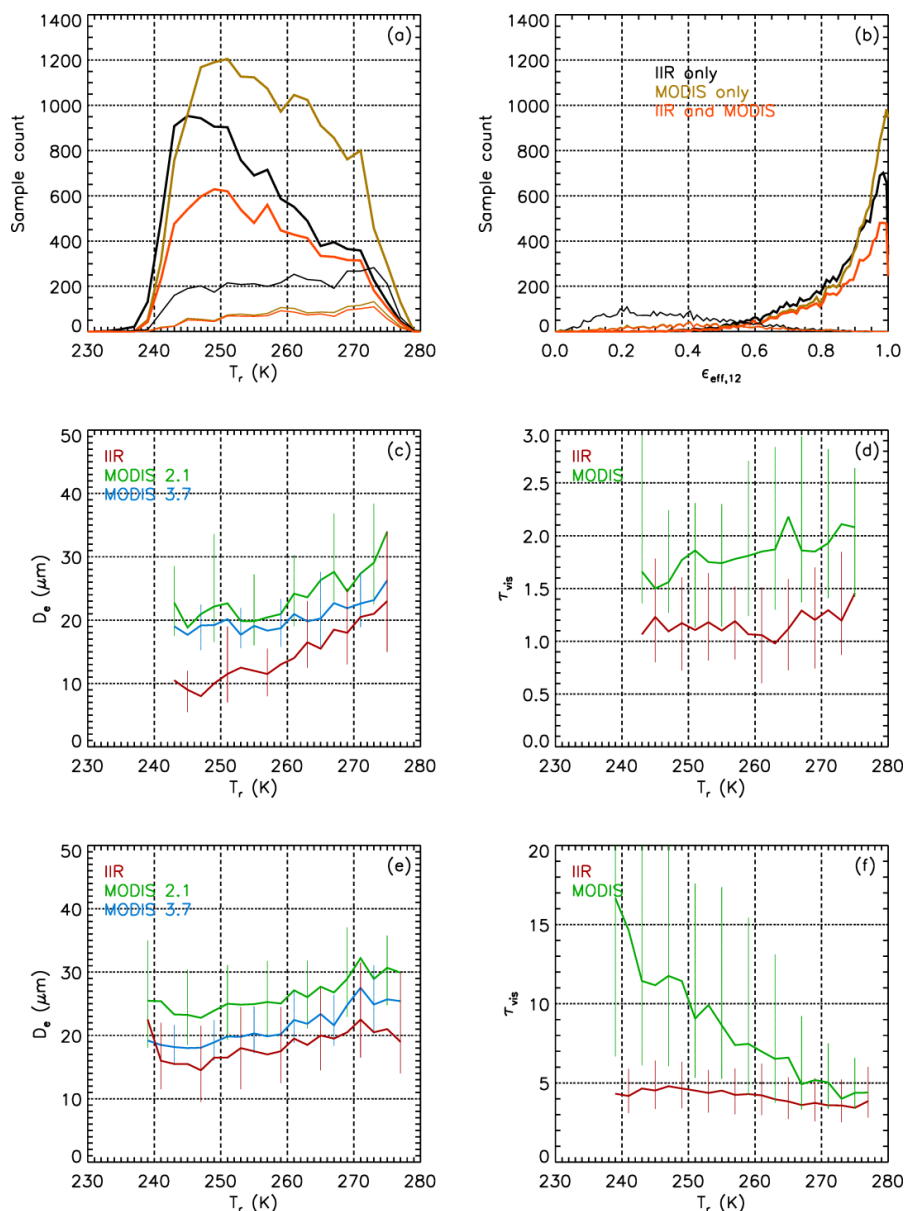 1400
1200
1000
800
600
400
200
0
Sample count
(a)
230 240 250 260 270 280
T_r (K)
1400
1200
1000
800
600
400
200
0
Sample count
(b)
IIR only
MODIS only
IIR and MODIS
0.0 0.2 0.4 0.6 0.8 1.0
ϵ_eff,12
50
40
30
20
10
0
D_e (μm)
(c)
IIR
MODIS 2.1
MODIS 3.7
230 240 250 260 270 280
T_r (K)
3.0
2.5
2.0
1.5
1.0
0.5
0.0
τ_vis
(d)
IIR
MODIS
230 240 250 260 270 280
T_r (K)
50
40
30
20
10
0
D_e (μm)
(e)
IIR
MODIS 2.1
MODIS 3.7
230 240 250 260 270 280
T_r (K)
20
15
10
5
0
τ_vis
(f)
IIR
MODIS
230 240 250 260 270 280
T_r (K)